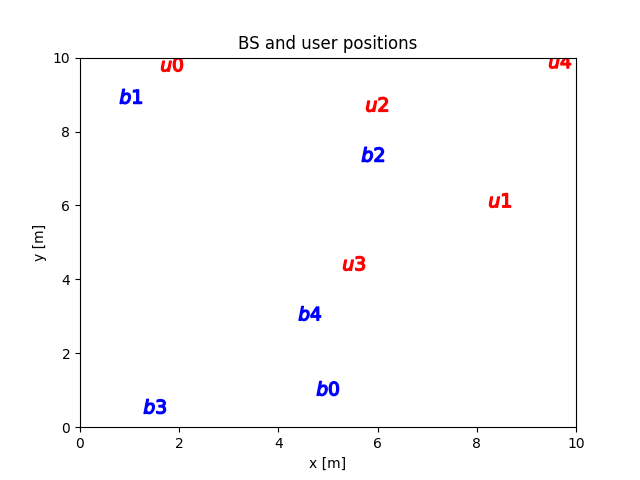 BS and user positions
10
u0
u4
b1
u2
8
b2
6
u1
u3
4
b4
2
b0
b3
0
0 2 4 6 8 10
x [m]
y [m]